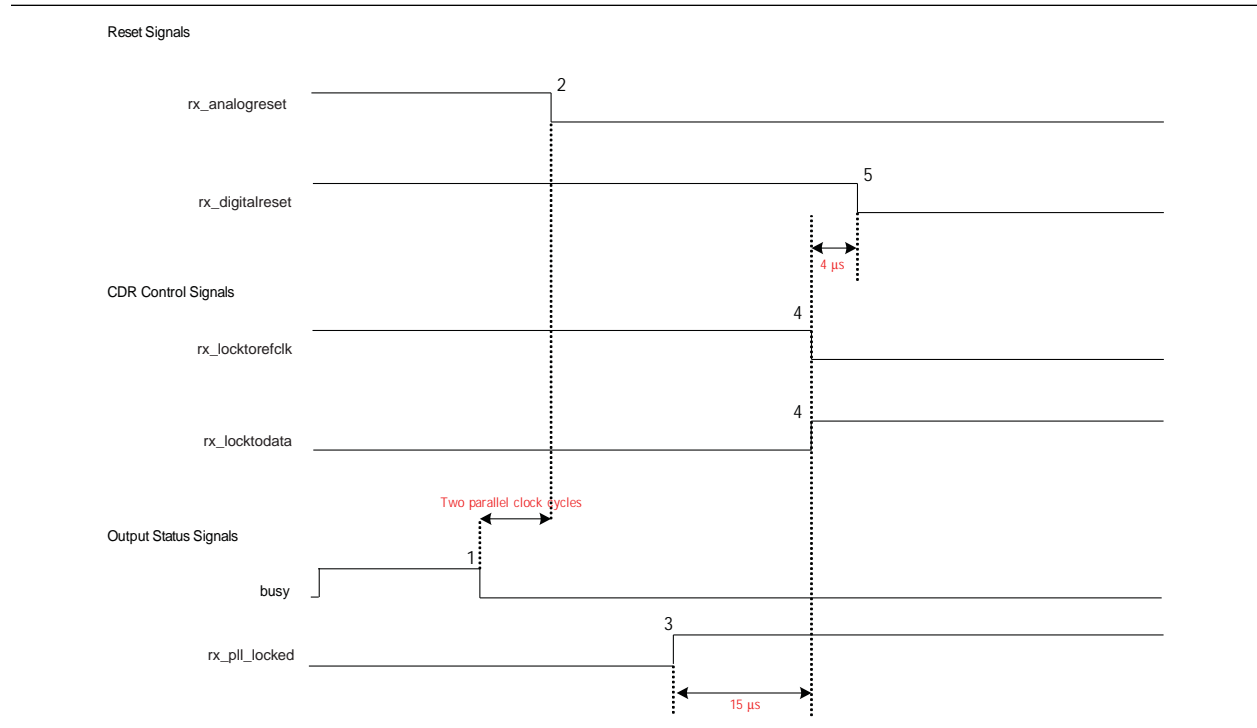 Reset Signals
2
rx_analogreset
5
rx_digitalreset
4 µs
CDR Control Signals
4
rx_locktorefclk
4
rx_locktodata
Two parallel clock cycles
Output Status Signals
1
busy
3
rx_pll_locked
15 µs